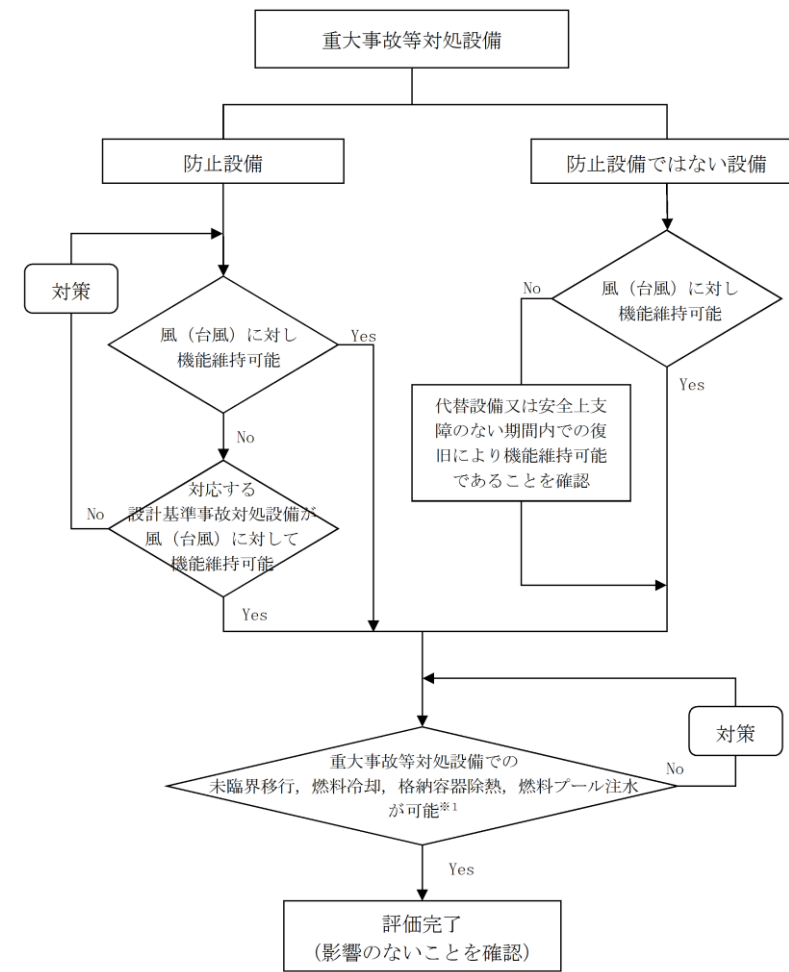 重大事故等対処設備
防止設備
防止設備ではない設備
対策
風（台風）に対し
機能維持可能
Yes
No
風（台風）に対し
機能維持可能
No
Yes
代替設備又は安全上支
障のない期間内での復
旧により機能維持可能
であることを確認
対応する
設計基準事故対処設備が
風（台風）に対して
機能維持可能
No
Yes
対策
重大事故等対処設備での
未臨界移行，燃料冷却，格納容器除熱，燃料プール注水
が可能※1
No
Yes
評価完了
（影響のないことを確認）